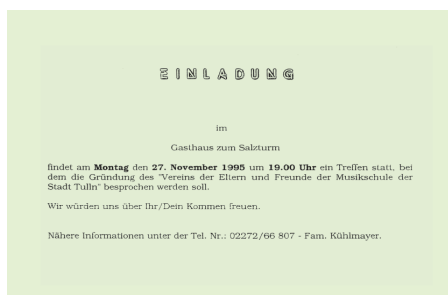 EINLADUNG
im
Gasthaus zum Salzturm
findet am Montag den 27. November 1995 um 19.00 Uhr ein Treffen statt, bei
dem die Gründung des "Vereins der Eltern und Freunde der Musikschule der
Stadt Tulln" besprochen werden soll.
Wir würden uns über Ihr/Dein Kommen freuen.
Nähere Informationen unter der Tel. Nr.: 02272/66 807 - Fam. Kühlmayer.